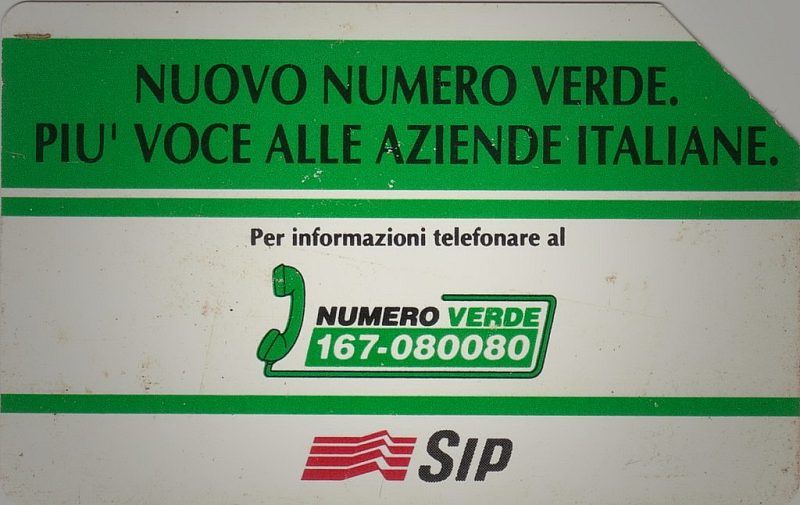 NUOVO NUMERO VERDE.
PIU' VOCE ALLE AZIENDE ITALIANE.
Per informazioni telefonare al
NUMERO VERDE
167-080080
SIP